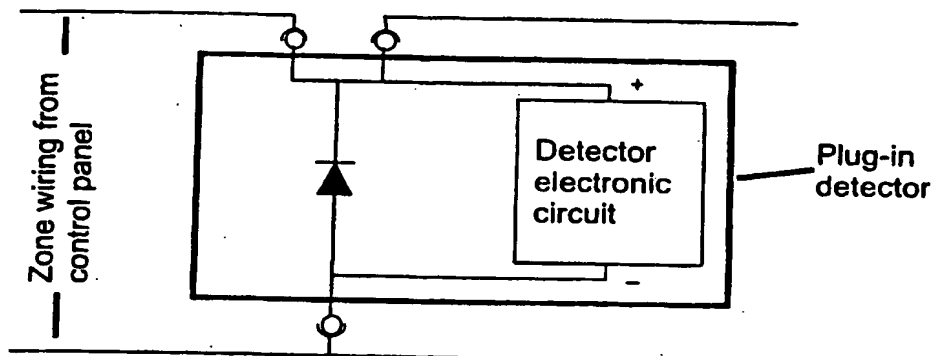 Zone wiring from
control panel
+
Detector
electronic
circuit
–
Plug-in
detector